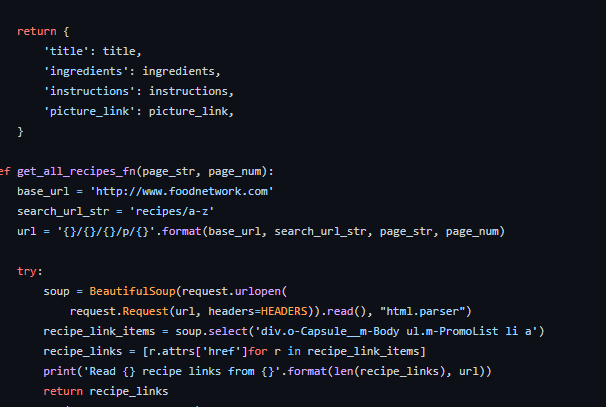 return {
'title': title,
'ingredients': ingredients,
'instructions': instructions,
'picture_link': picture_link,
}
ef get_all_recipes_fn(page_str, page_num):
base_url = 'http://www.foodnetwork.com'
search_url_str = 'recipes/a-z'
url = '{}/{}/{}/p/{}'.format(base_url, search_url_str, page_str, page_num)
try:
soup = BeautifulSoup(request.urlopen(
request.Request(url, headers=HEADERS)).read(), "html.parser")
recipe_link_items = soup.select('div.o-Capsule__m-Body ul.m-PromoList li a')
recipe_links = [r.attrs['href']for r in recipe_link_items]
print('Read {} recipe links from {}'.format(len(recipe_links), url))
return recipe_links